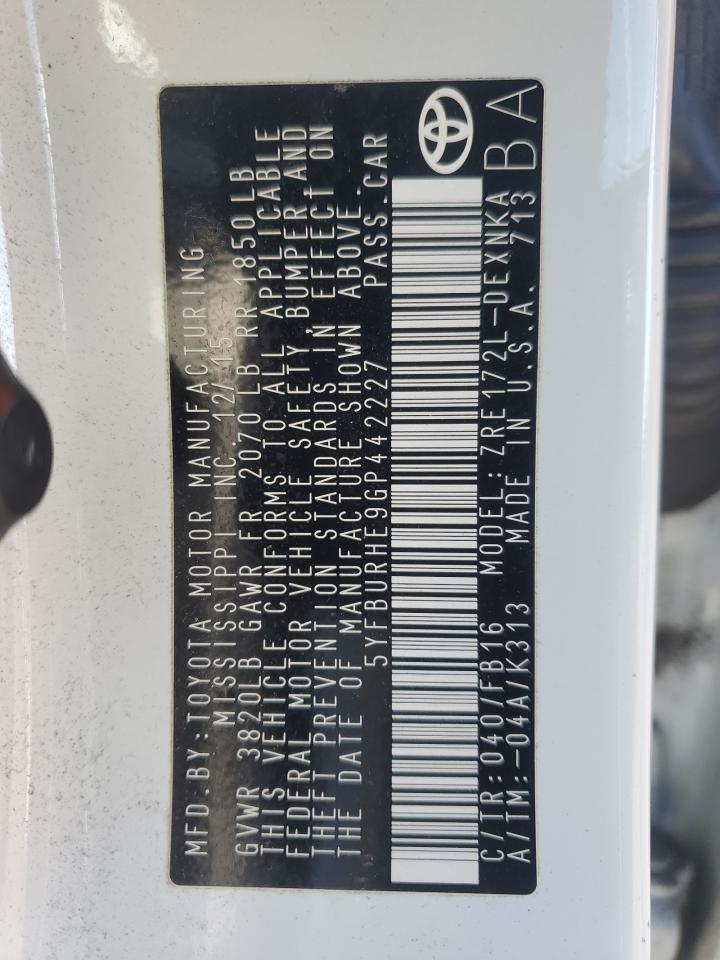 MFD.BY:TOYOTA MOTOR MANUFACTURING
MISSISSIPPI INC. 12/15
GVWR 3820LB GAWR FR 2070 LB RR 1850LB
THIS VEHICLE CONFORMS TO ALL APPLICABLE
FEDERAL MOTOR VEHICLE SAFETY,BUMPER AND
THEFT PREVENTION STANDARDS IN EFFECT ON
THE DATE OF MANUFACTURE SHOWN ABOVE.
5YFBURHE9GP442227 PASS.CAR
C/TR:040/FB16 MODEL:ZRE172L-DEXNKA
A/TM:-04A/K313 MADE IN U.S.A. 713
BA